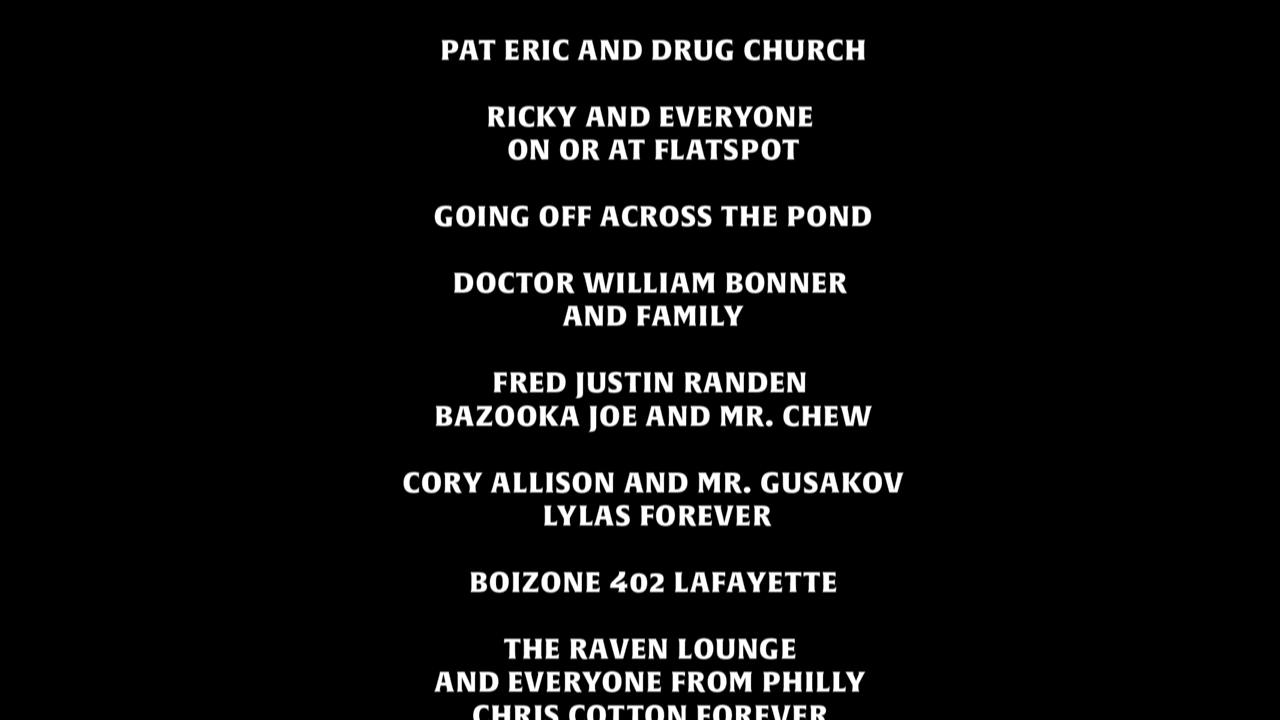 PAT ERIC AND DRUG CHURCH
RICKY AND EVERYONE
ON OR AT FLATSPOT
GOING OFF ACROSS THE POND
DOCTOR WILLIAM BONNER
AND FAMILY
FRED JUSTIN RANDEN
BAZOOKA JOE AND MR. CHEW
CORY ALLISON AND MR. GUSAKOV
LYLAS FOREVER
BOIZONE 402 LAFAYETTE
THE RAVEN LOUNGE
AND EVERYONE FROM PHILLY
CHRIS COTTON FOREVER